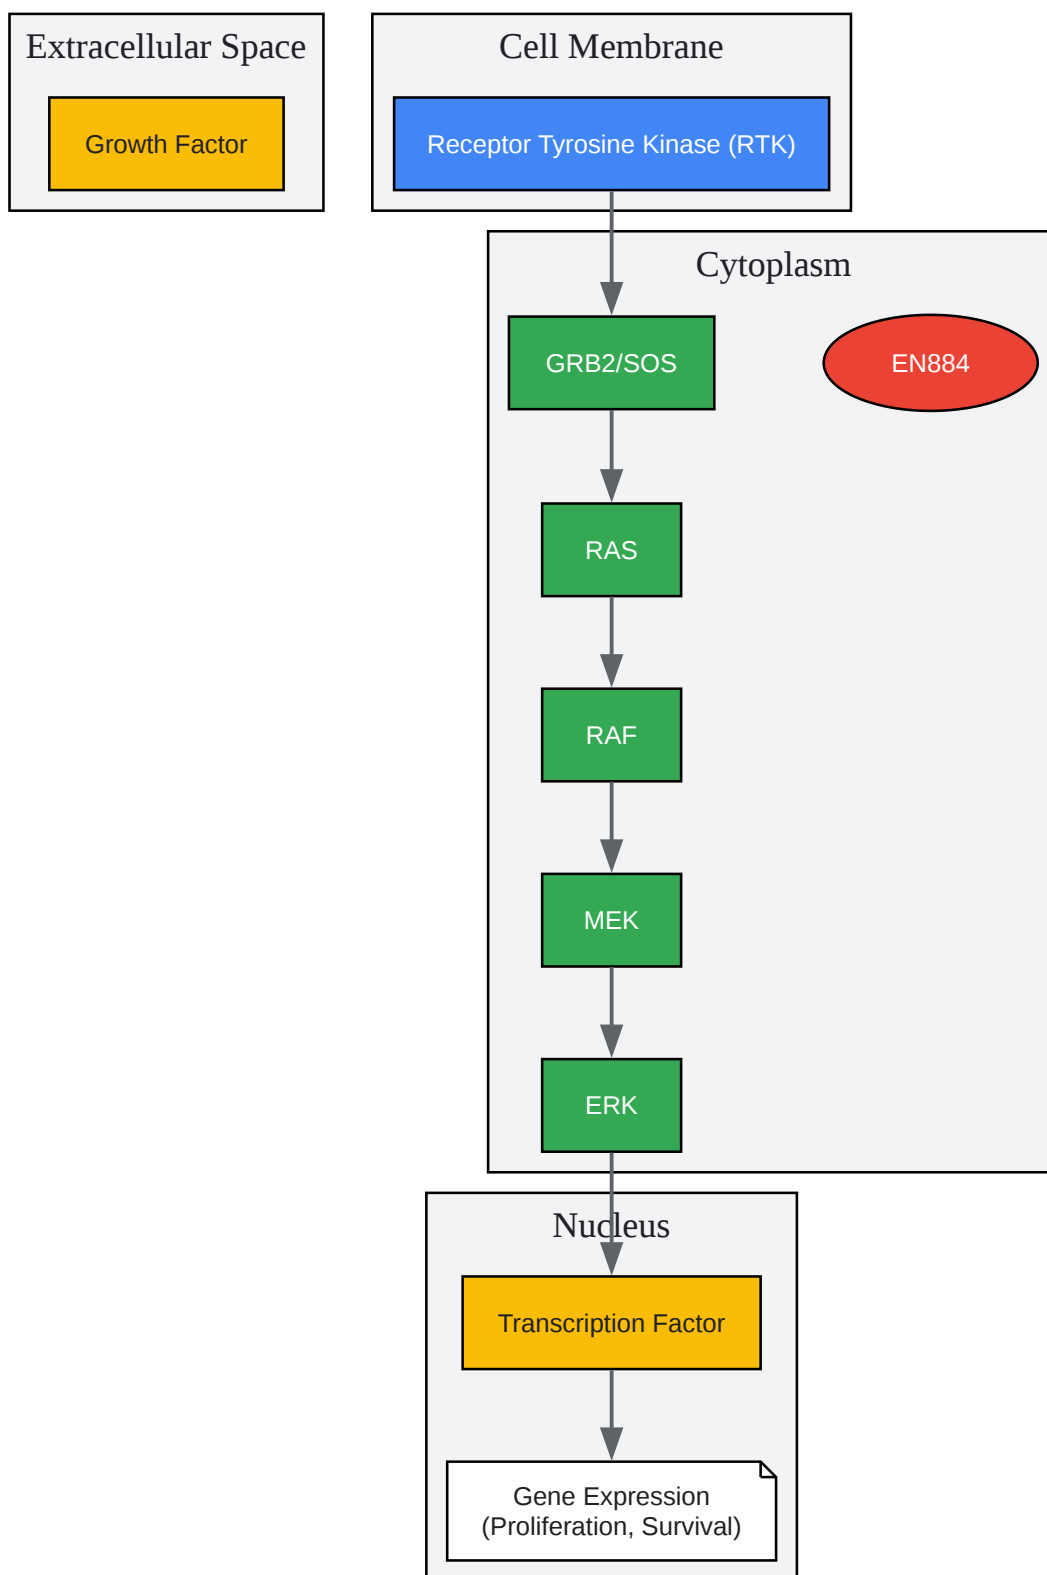 Extracellular Space
Growth Factor
Cell Membrane
Receptor Tyrosine Kinase (RTK)
Cytoplasm
GRB2/SOS
EN884
RAS
RAF
MEK
ERK
Nucleus
Transcription Factor
Gene Expression
(Proliferation, Survival)